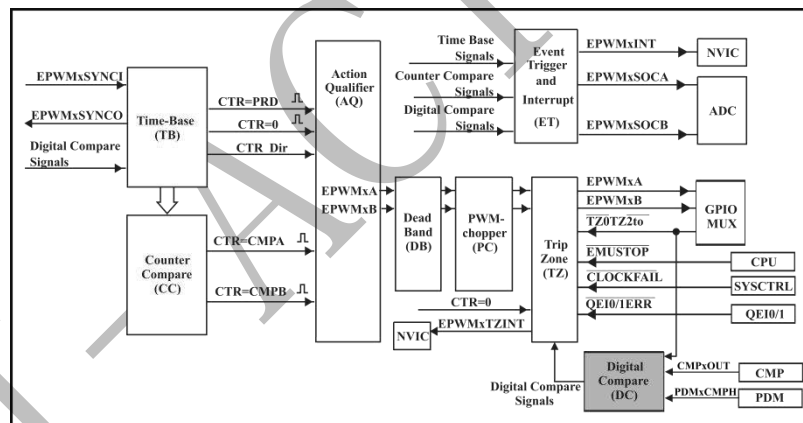 EPWMxSYNCI
EPWMxSYNCO
Digital Compare
Signals
Time-Base
(TB)
CTR=PRD
CTR=0
CTR_Dir
Counter
Compare
(CC)
CTR=CMPA
CTR=CMPB
Action
Qualifier
(AQ)
Time Base
Signals
Counter Compare
Signals
Digital Compare
Signals
Event
Trigger
and
Interrupt
(ET)
EPWMxINT
EPWMxSOCA
EPWMxSOCB
NVIC
ADC
EPWMxA
EPWMxB
Dead
Band
(DB)
PWM-
chopper
(PC)
CTR=0
EPWMxTZINT
NVIC
Trip
Zone
(TZ)
EPWMxA
EPWMxB
TZ0TZ2to
EMUSTOP
CLOCKFAIL
QEI0/1ERR
GPIO
MUX
CPU
SYSCTRL
QEI0/1
Digital Compare
Signals
Digital
Compare
(DC)
CMPxOUT
PDMxCMPH
CMP
PDM